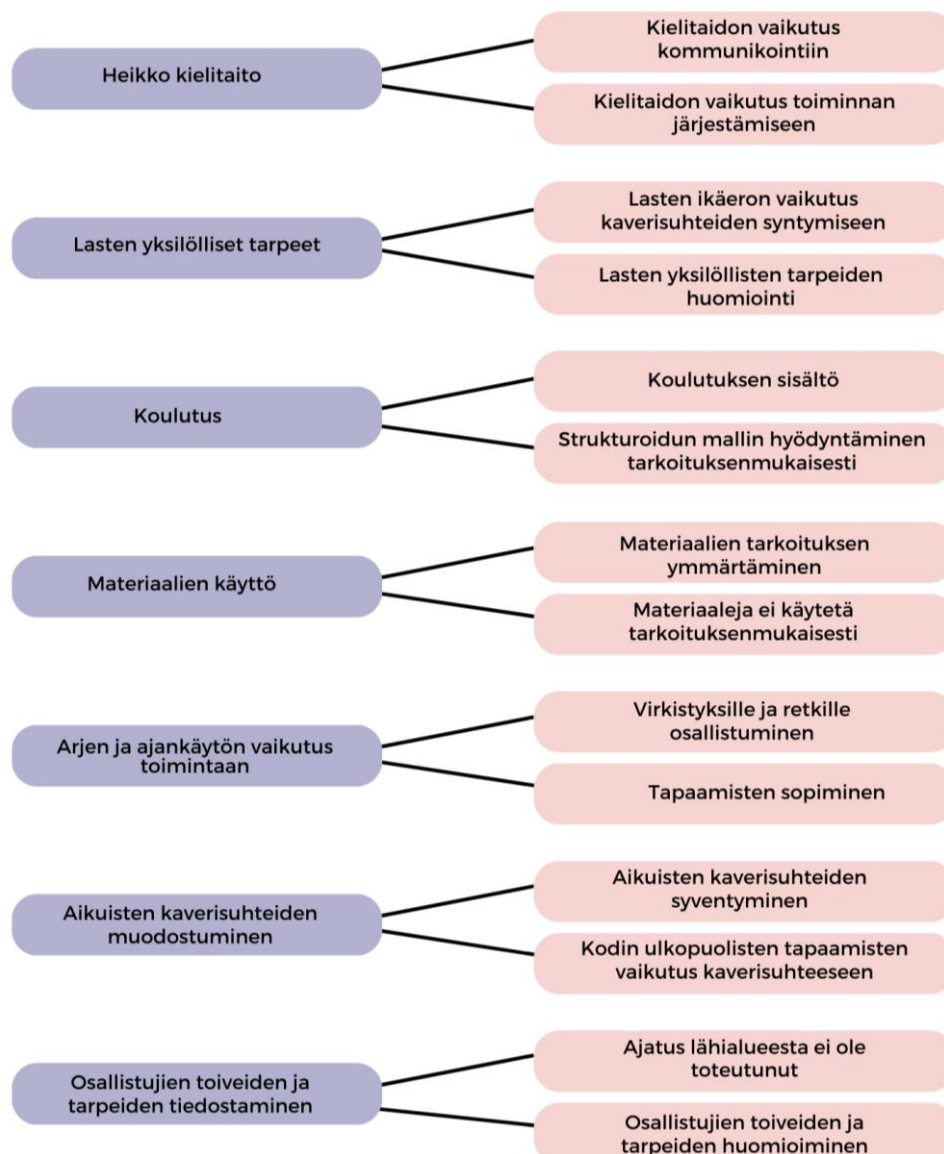 Heikko kielitaito
Kielitaidon vaikutus
kommunikointiin
Kielitaidon vaikutus toiminnan
järjestämiseen
Lasten yksilölliset tarpeet
Lasten ikäeron vaikutus
kaverisuhteiden syntymiseen
Lasten yksilöllisten tarpeiden
huomiointi
Koulutus
Koulutuksen sisältö
Strukturoidun mallin hyödyntäminen
tarkoituksenmukaisesti
Materiaalien käyttö
Materiaalien tarkoituksen
ymmärtäminen
Materiaaleja ei käytetä
tarkoituksenmukaisesti
Arjen ja ajankäytön vaikutus
toimintaan
Virkistyksille ja retkille
osallistuminen
Tapaamisten sopiminen
Aikuisten kaverisuhteiden
muodostuminen
Aikuisten kaverisuhteiden
syventyminen
Kodin ulkopuolisten tapaamisten
vaikutus kaverisuhteeseen
Osallistujien toiveiden ja
tarpeiden tiedostaminen
Ajatus lähialueesta ei ole
toteutunut
Osallistujien toiveiden ja
tarpeiden huomioiminen